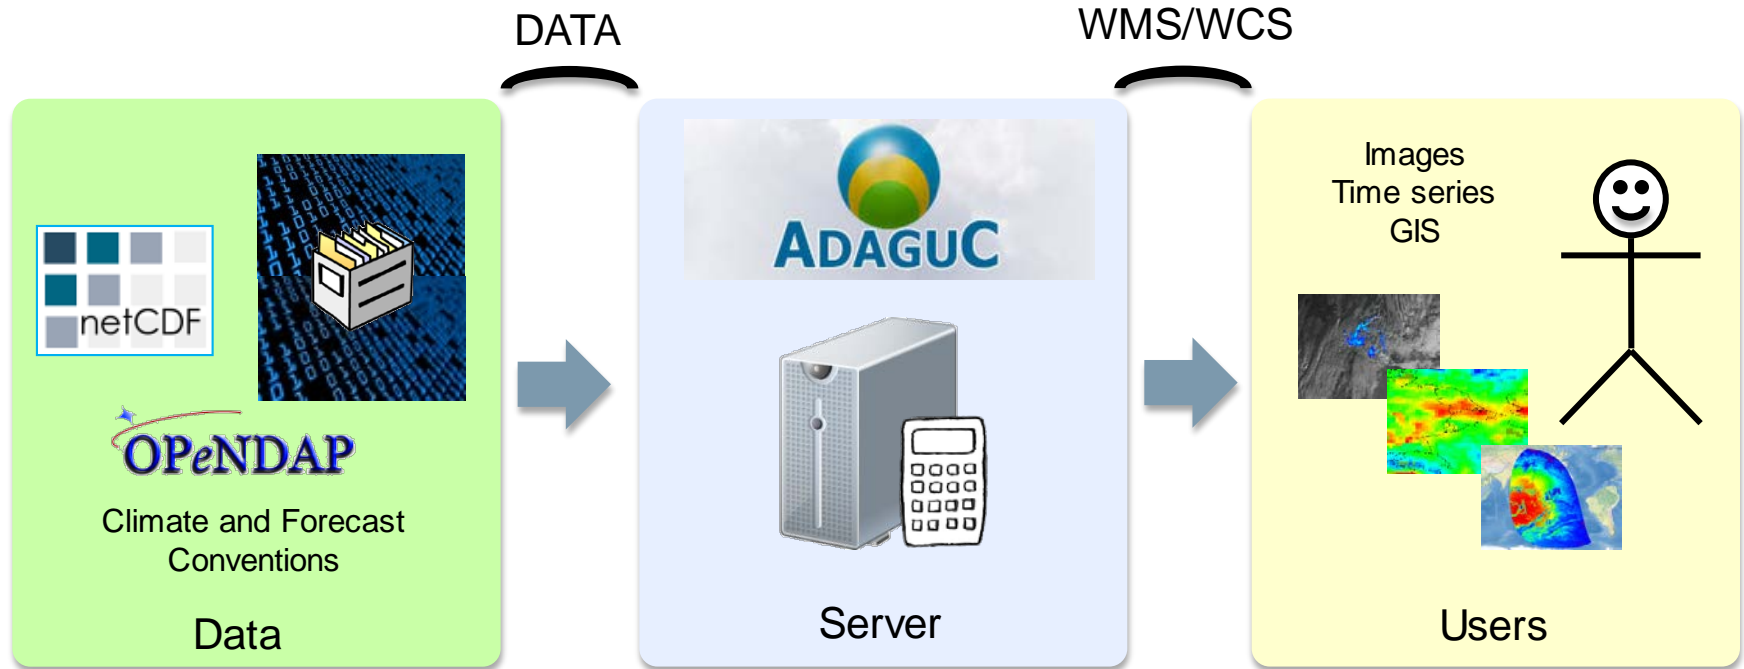 DATA
WMS/WCS
netCDF
OPeNDAP
Climate and Forecast
Conventions
Data
ADAGUC
Server
Images
Time series
GIS
Users